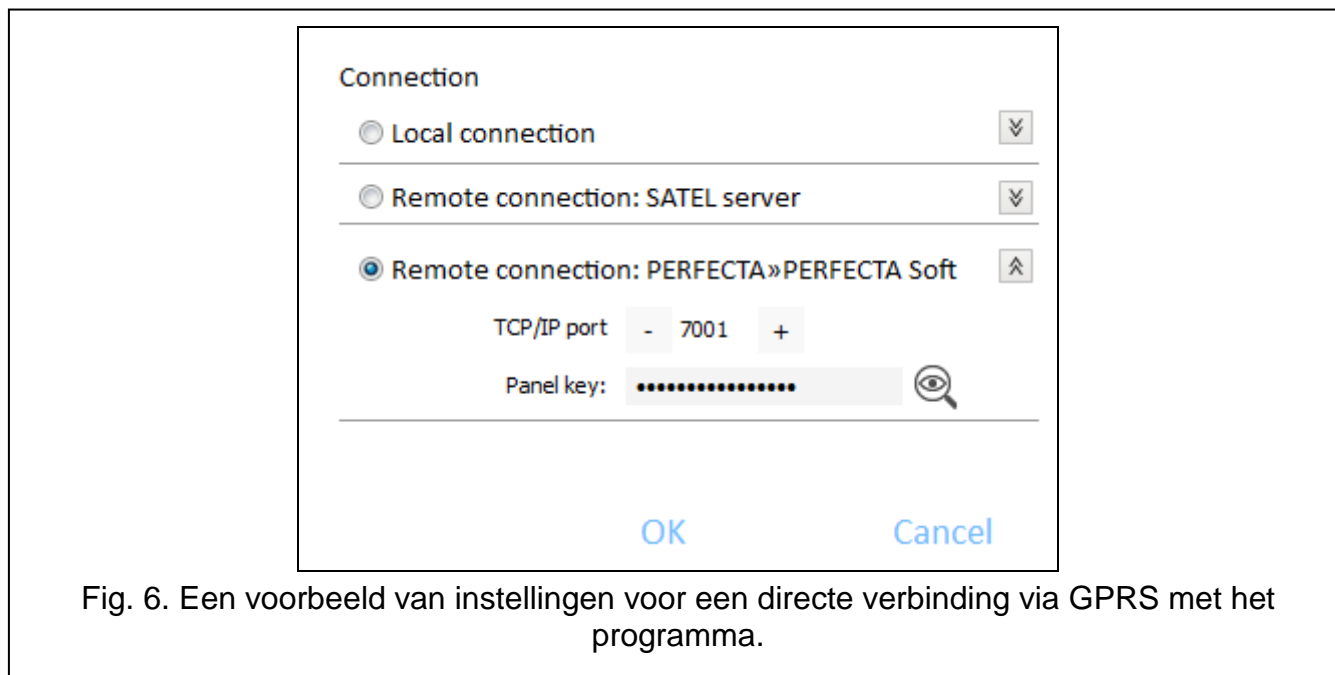 Connection
Local connection
Remote connection: SATEL server
Remote connection: PERFECTA»PERFECTA Soft
TCP/IP port - 7001 +
Panel key: ••••••••••••••••
OK Cancel
Fig. 6. Een voorbeeld van instellingen voor een directe verbinding via GPRS met het
programma.